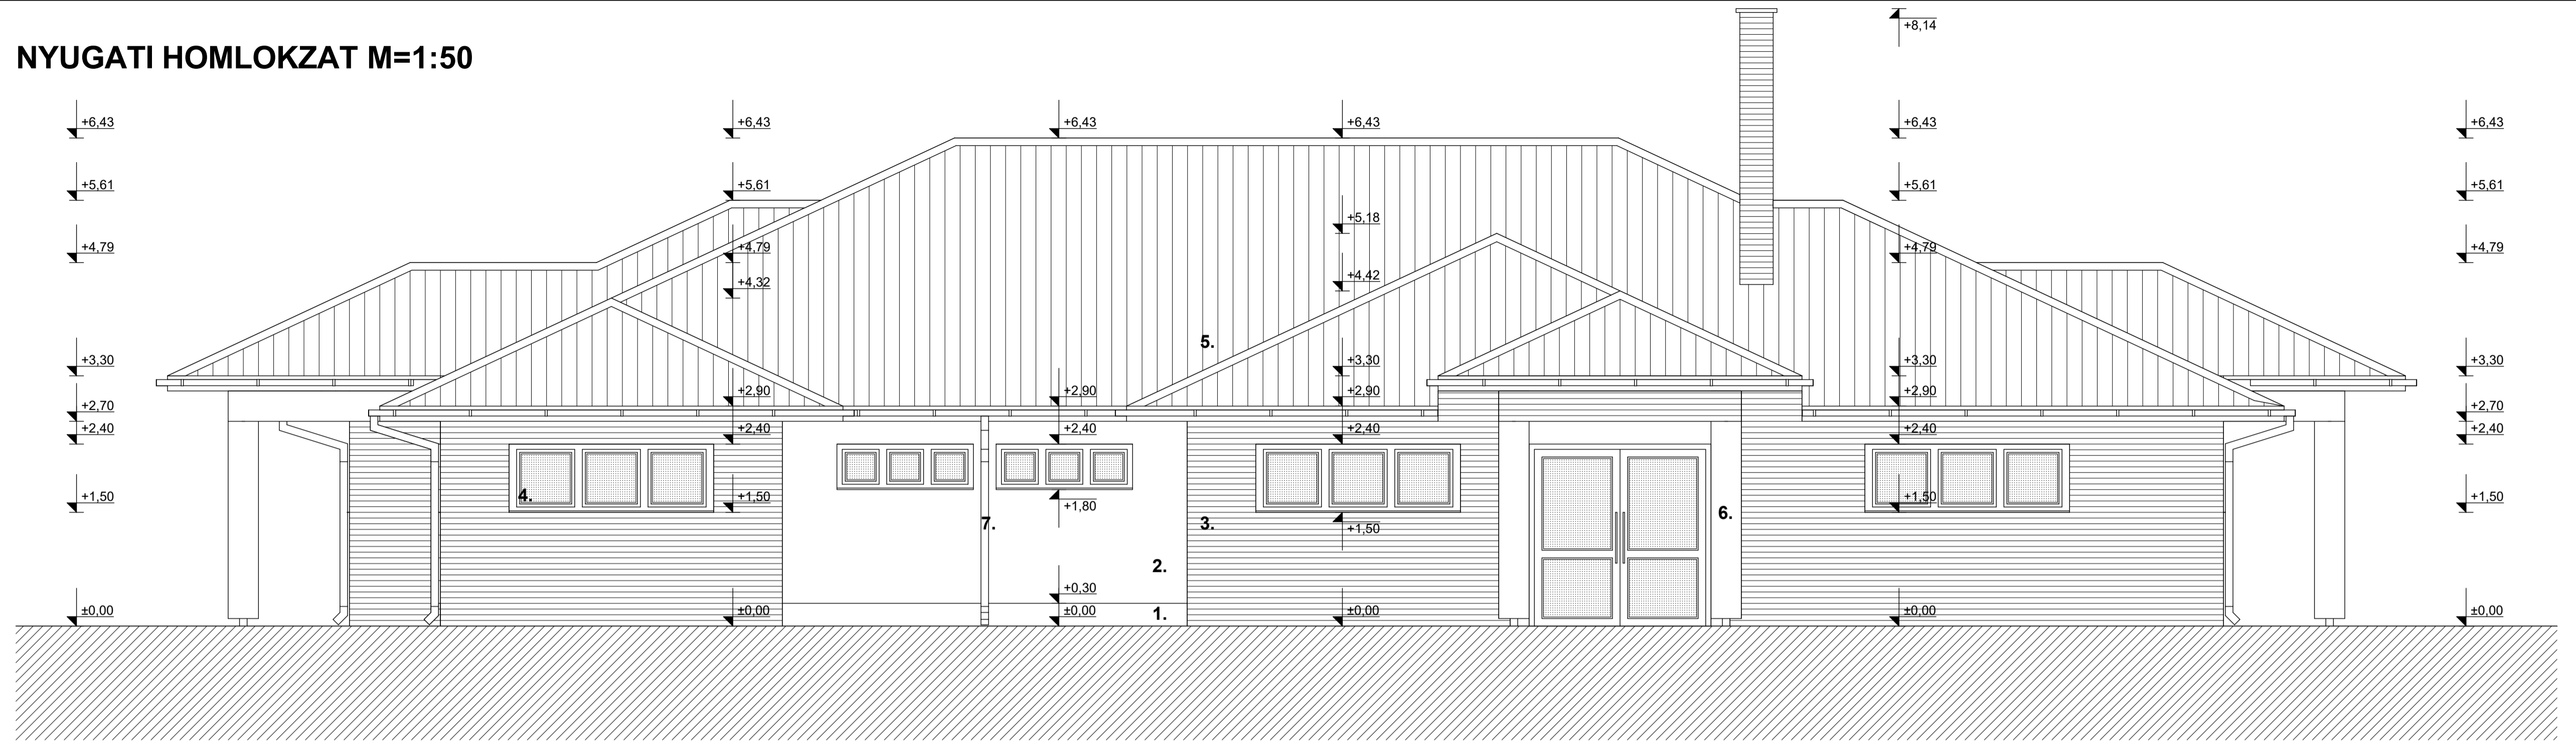 NYUGATI HOMLOKZAT M=1:50
+8,14
+6,43 +6,43 +6,43 +6,43 +6,43 +6,43
+5,61 +5,61 +5,61 +5,61
+5,18
+4,79 +4,79 +4,79 +4,79
+4,32 +4,42
5.
+3,30 +3,30 +3,30 +3,30
+2,90 +2,90 +2,90 +2,90
+2,70 +2,70
+2,40 +2,40 +2,40 +2,40 +2,40 +2,40
+1,50 4. +1,50 +1,50 +1,50
+1,80
7. 3. +1,50 6.
2.
+0,30
±0,00 ±0,00 ±0,00 1. ±0,00 ±0,00 ±0,00